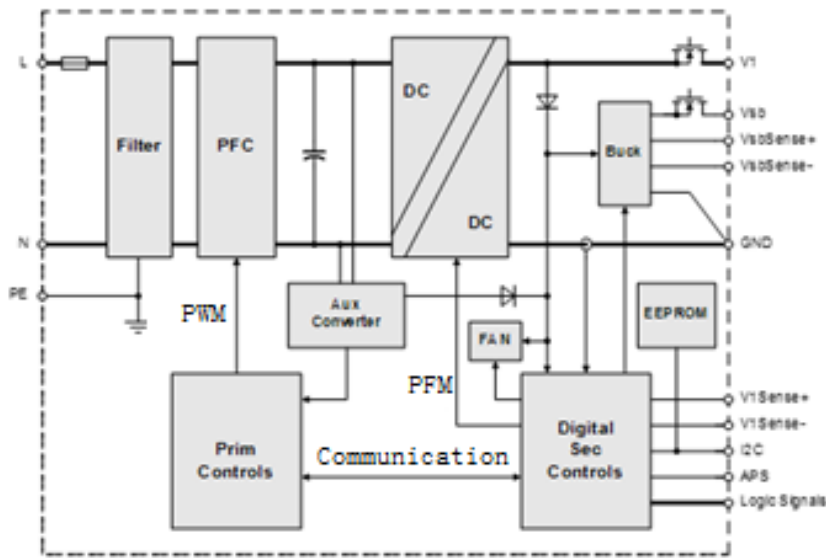 L
V1
DC
Vsb
Filter
PFC
Buck
VsbSense+
VsbSense-
DC
N
GND
PE
PWM
Aux
Converter
EEPROM
FAN
PFM
V1Sense+
V1Sense-
Prim
Controls
Communication
Digital
Sec
Controls
I2C
APS
Logic Signals